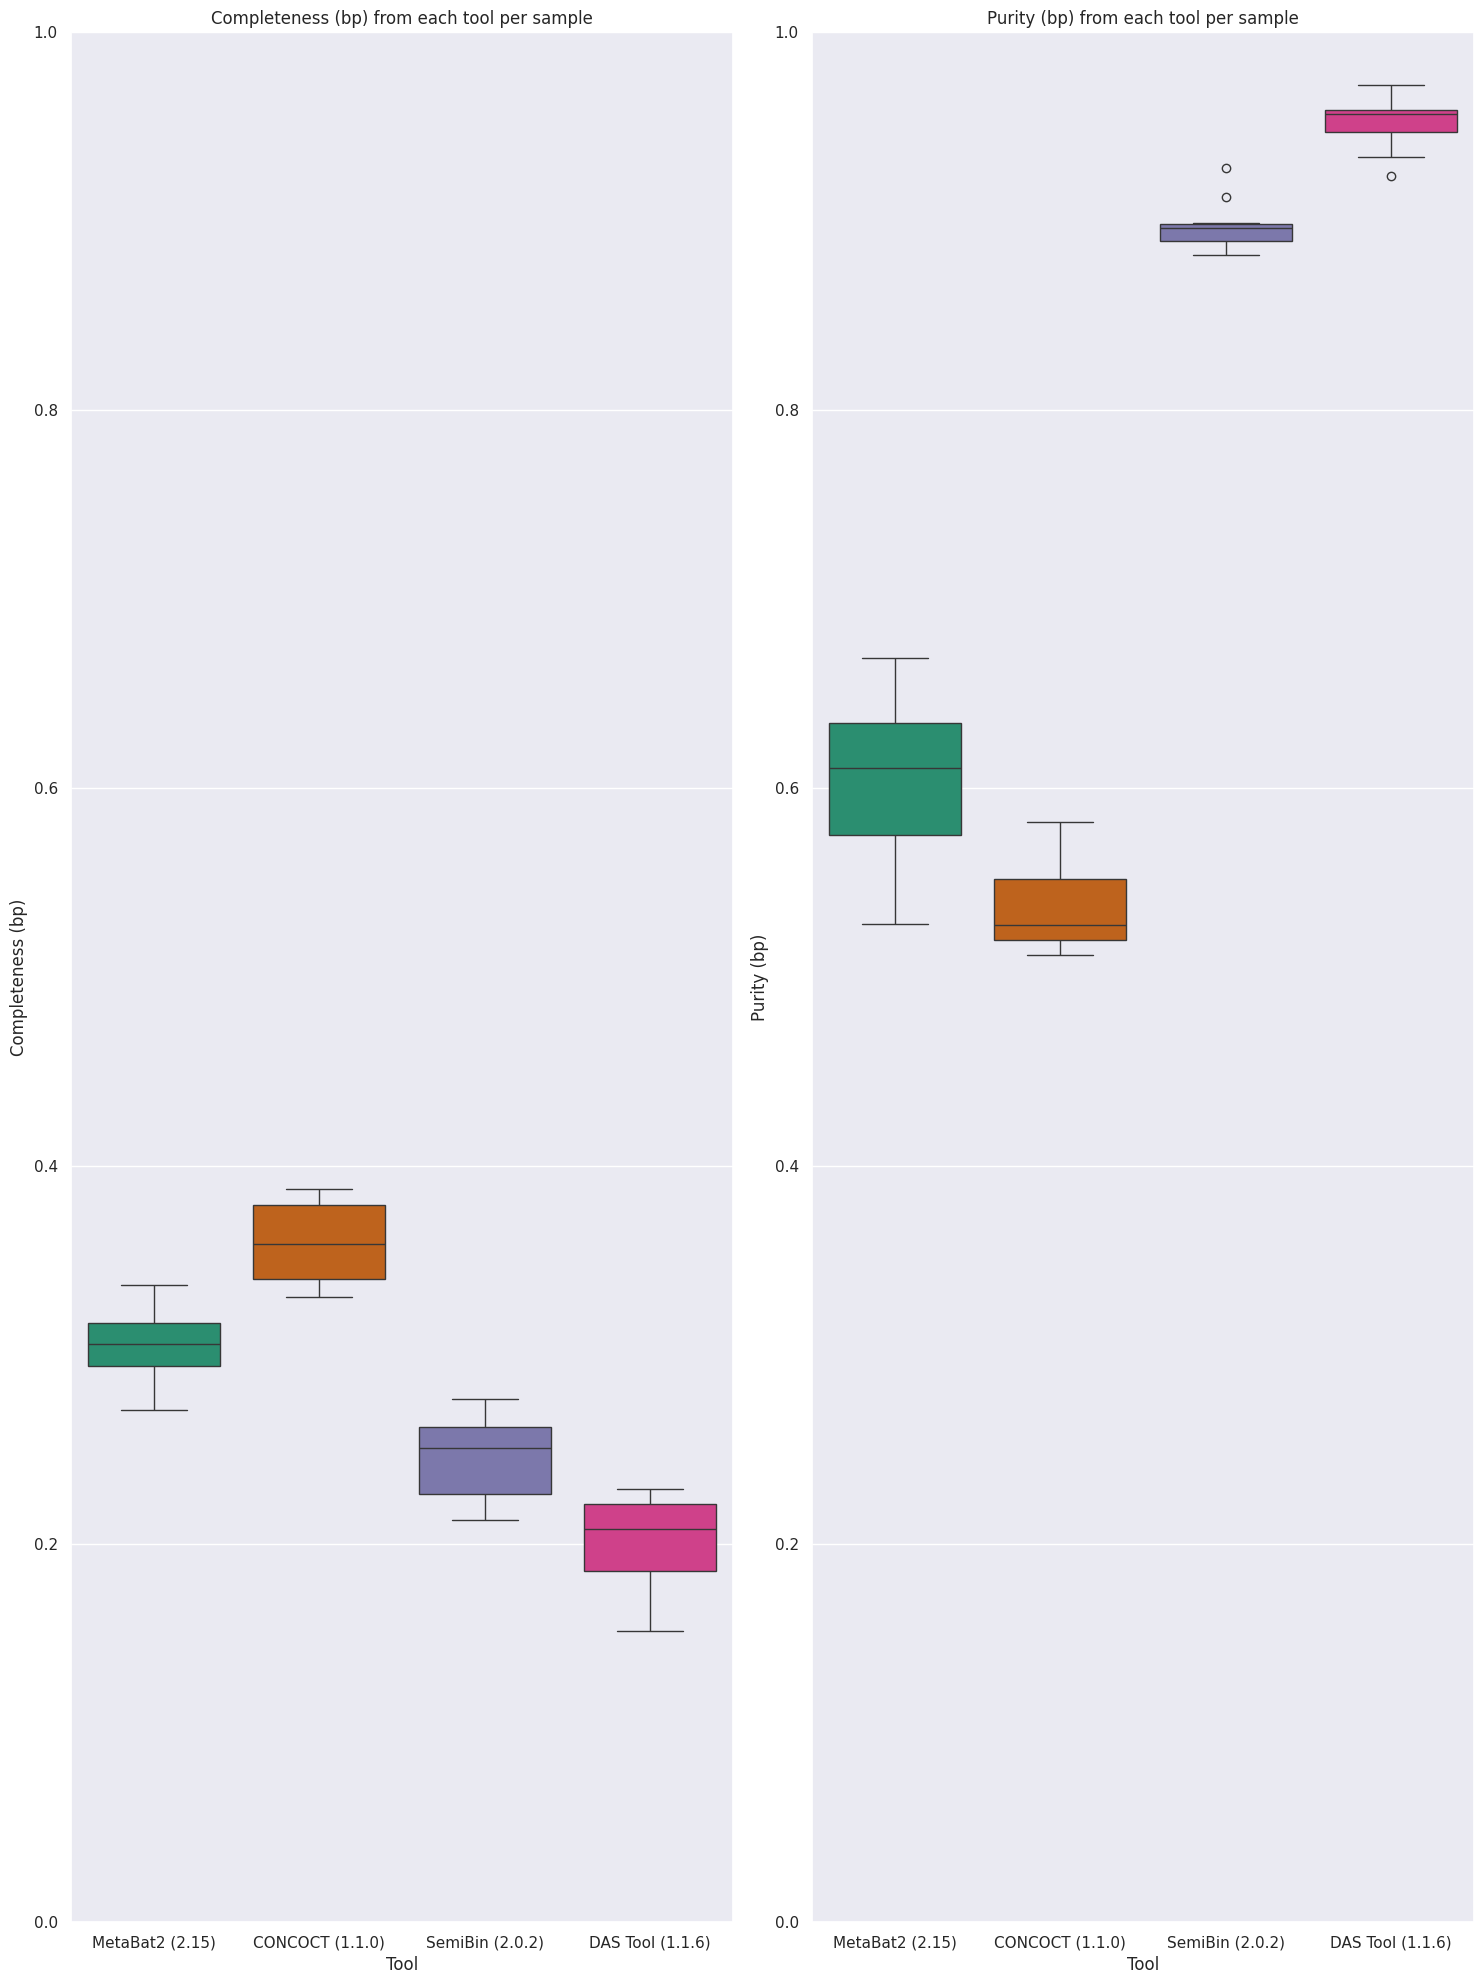 Completeness (bp) from each tool per sample
1.0
0.8
0.6
0.4
0.2
0.0
Completeness (bp)
MetaBat2 (2.15) CONCOCT (1.1.0) SemiBin (2.0.2) DAS Tool (1.1.6)
Tool
Purity (bp) from each tool per sample
1.0
0.8
0.6
0.4
0.2
0.0
Purity (bp)
MetaBat2 (2.15) CONCOCT (1.1.0) SemiBin (2.0.2) DAS Tool (1.1.6)
Tool